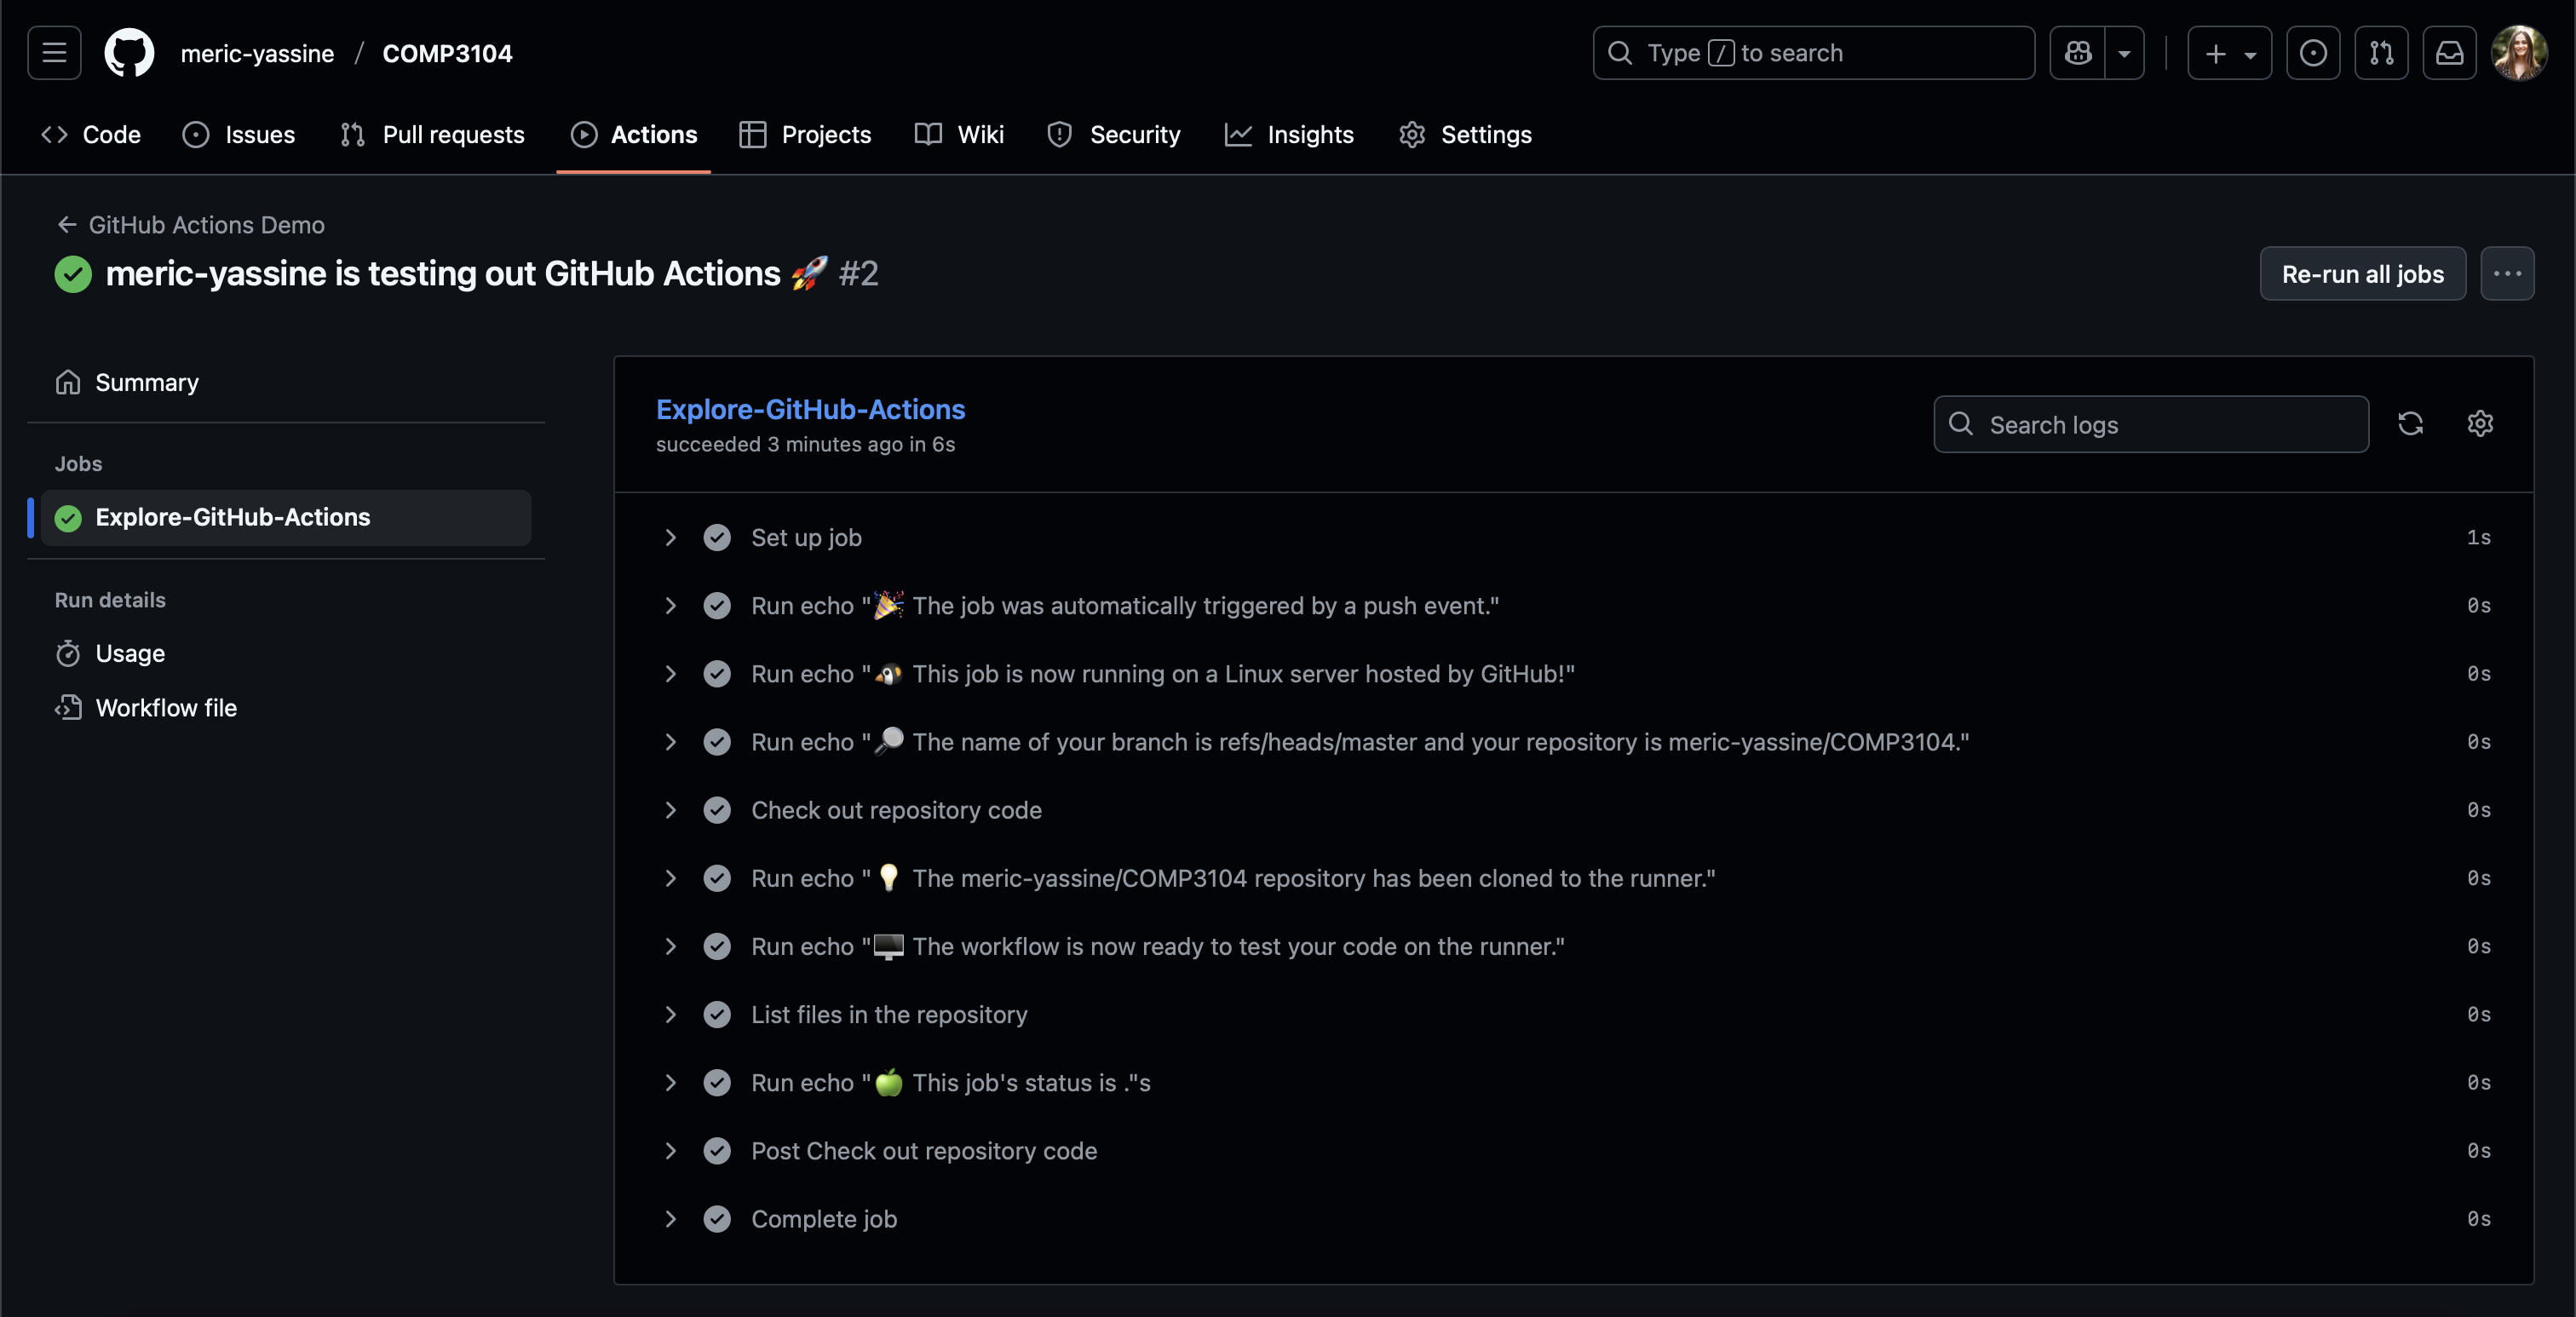 meric-yassine / COMP3104
Type / to search
Code Issues Pull requests Actions Projects Wiki Security Insights Settings
← GitHub Actions Demo
meric-yassine is testing out GitHub Actions 🚀 #2
Re-run all jobs
Summary
Jobs
Explore-GitHub-Actions
Run details
Usage
Workflow file
Explore-GitHub-Actions
succeeded 3 minutes ago in 6s
Search logs
Set up job 1s
Run echo "🎉 The job was automatically triggered by a push event." 0s
Run echo "🐧 This job is now running on a Linux server hosted by GitHub!" 0s
Run echo "🔎 The name of your branch is refs/heads/master and your repository is meric-yassine/COMP3104." 0s
Check out repository code 0s
Run echo "💡 The meric-yassine/COMP3104 repository has been cloned to the runner." 0s
Run echo "🖥️ The workflow is now ready to test your code on the runner." 0s
List files in the repository 0s
Run echo "🍏 This job's status is ."s 0s
Post Check out repository code 0s
Complete job 0s